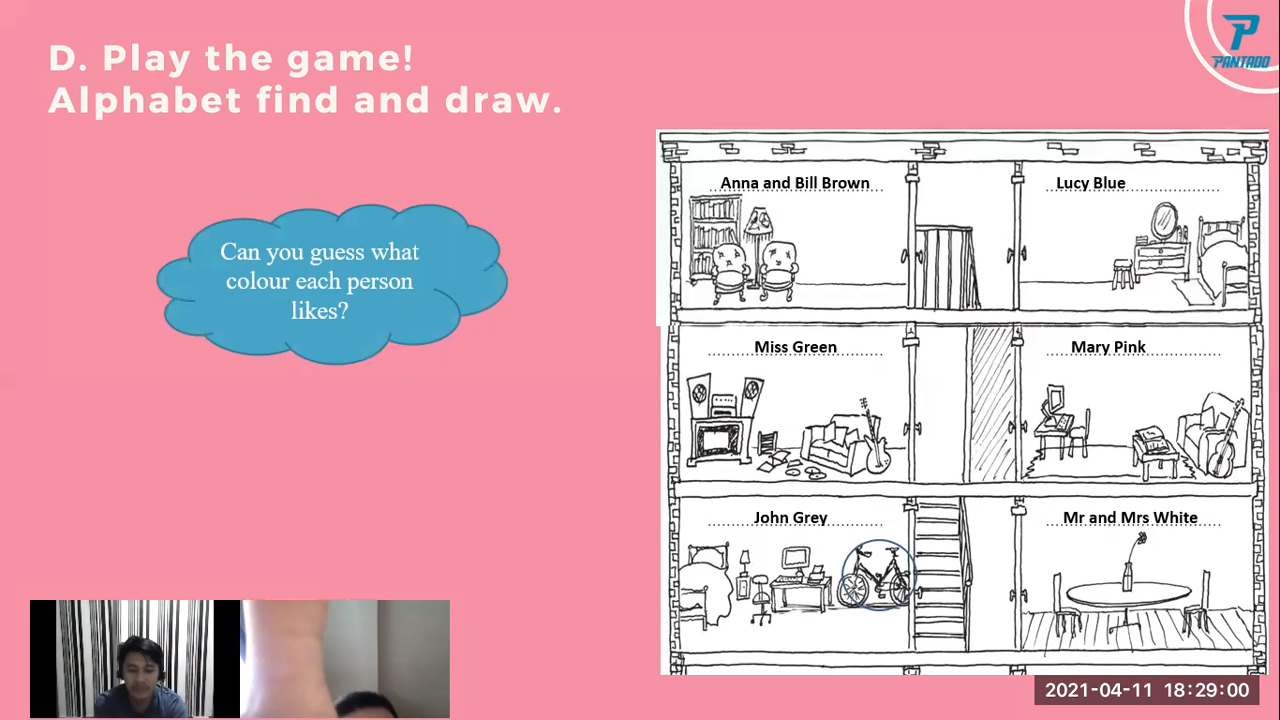 D. Play the game!
Alphabet find and draw.
PANTADO
Can you guess what
colour each person
likes?
Anna and Bill Brown
Lucy Blue
Miss Green
Mary Pink
John Grey
Mr and Mrs White
2021-04-11 18:29:00